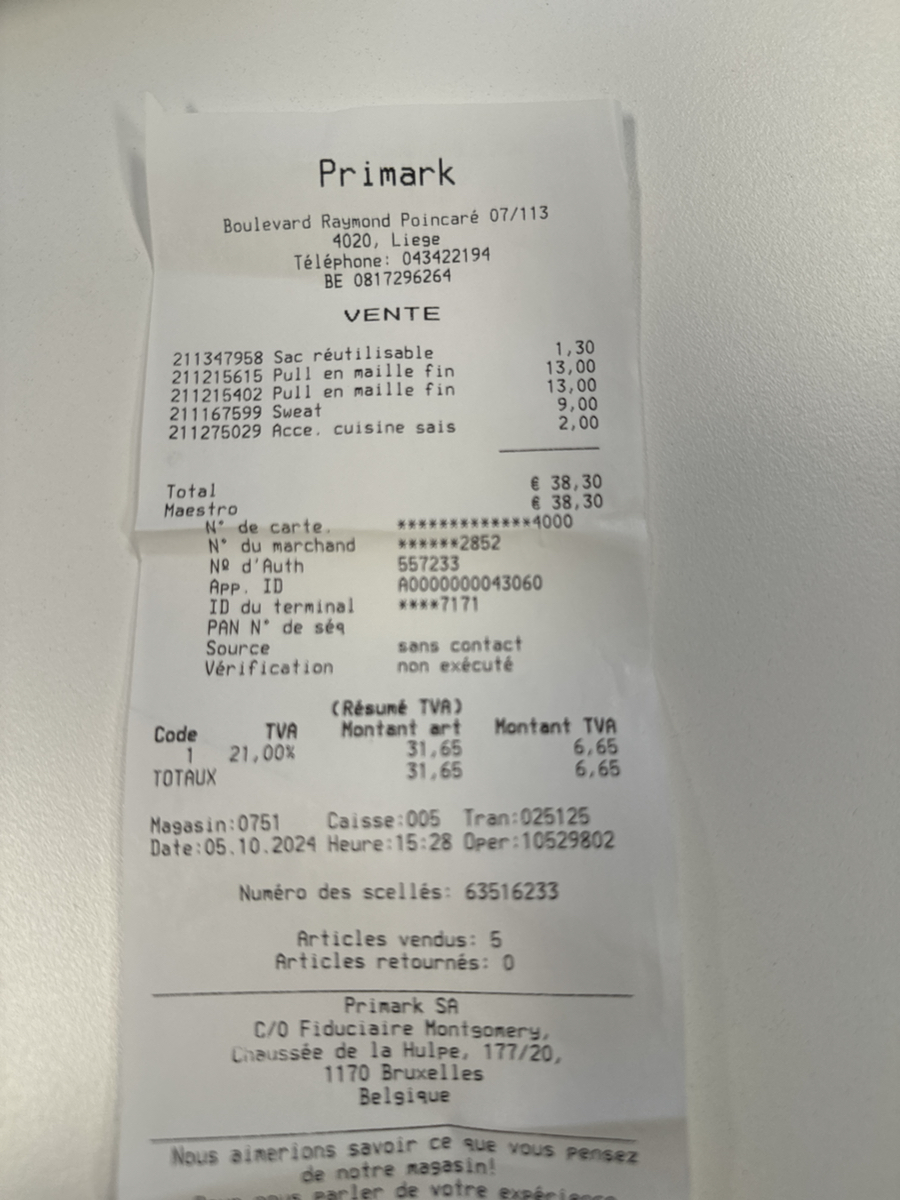 Primark
Boulevard Raymond Poincaré 07/113
4020, Liege
Téléphone: 043422194
BE 0817296264
VENTE
211347958 Sac réutilisable 1,30
211215615 Pull en maille fin 13,00
211215402 Pull en maille fin 13,00
211167599 Sweat 9,00
211275029 Acce. cuisine sais 2,00
Total € 38,30
Maestro € 38,30
N° de carte. *************4000
N° du marchand ******2852
Nº d'Auth 557233
App. ID A0000000043060
ID du terminal ****7171
PAN N° de séq
Source sans contact
Vérification non exécuté
(Résumé TVA)
Code TVA Montant art Montant TVA
1 21,00% 31,65 6,65
TOTAUX 31,65 6,65
Magasin:0751 Caisse:005 Tran:025125
Date:05.10.2024 Heure:15:28 Oper:10529802
Numéro des scellés: 63516233
Articles vendus: 5
Articles retournés: 0
Primark SA
C/O Fiduciaire Montgomery,
Chaussée de la Hulpe, 177/20,
1170 Bruxelles
Belgique
Nous aimerions savoir ce que vous pensez
de notre magasin!
Pour nous parler de votre expérience